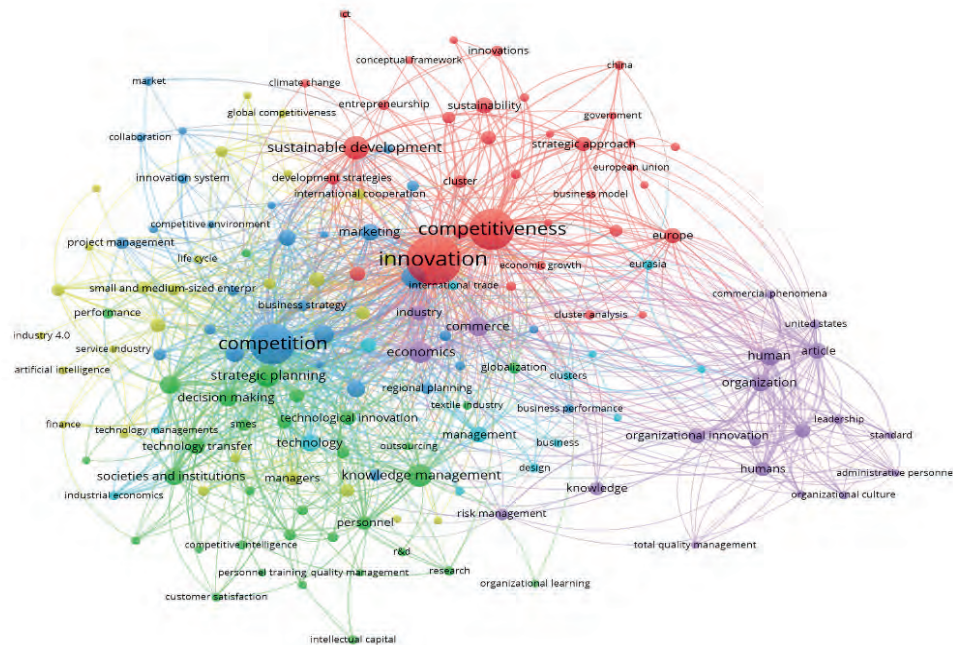 ict
innovations
conceptual framework
china
market
climate change
entrepreneurship
sustainability
global competitiveness
government
collaboration
sustainable development
strategic approach
european union
innovation system
development strategies
cluster
international cooperation
business model
competitive environment
marketing
competitiveness
europe
project management
innovation
life cycle
economic growth
eurasia
small and medium-sized enterpr
international trade
commercial phenomena
business strategy
performance
industry
cluster analysis
united states
commerce
industry 4.0
competition
service industry
economics
human
article
artificial intelligence
strategic planning
globalization
clusters
organization
decision making
regional planning
textile industry
business performance
technological innovation
leadership
finance
smes
technology managements
technology
management
organizational innovation
standard
technology transfer
outsourcing
business
societies and institutions
managers
knowledge management
design
humans
administrative personnel
industrial economics
knowledge
organizational culture
risk management
personnel
competitive intelligence
r&d
total quality management
personnel training
quality management
research
organizational learning
customer satisfaction
intellectual capital